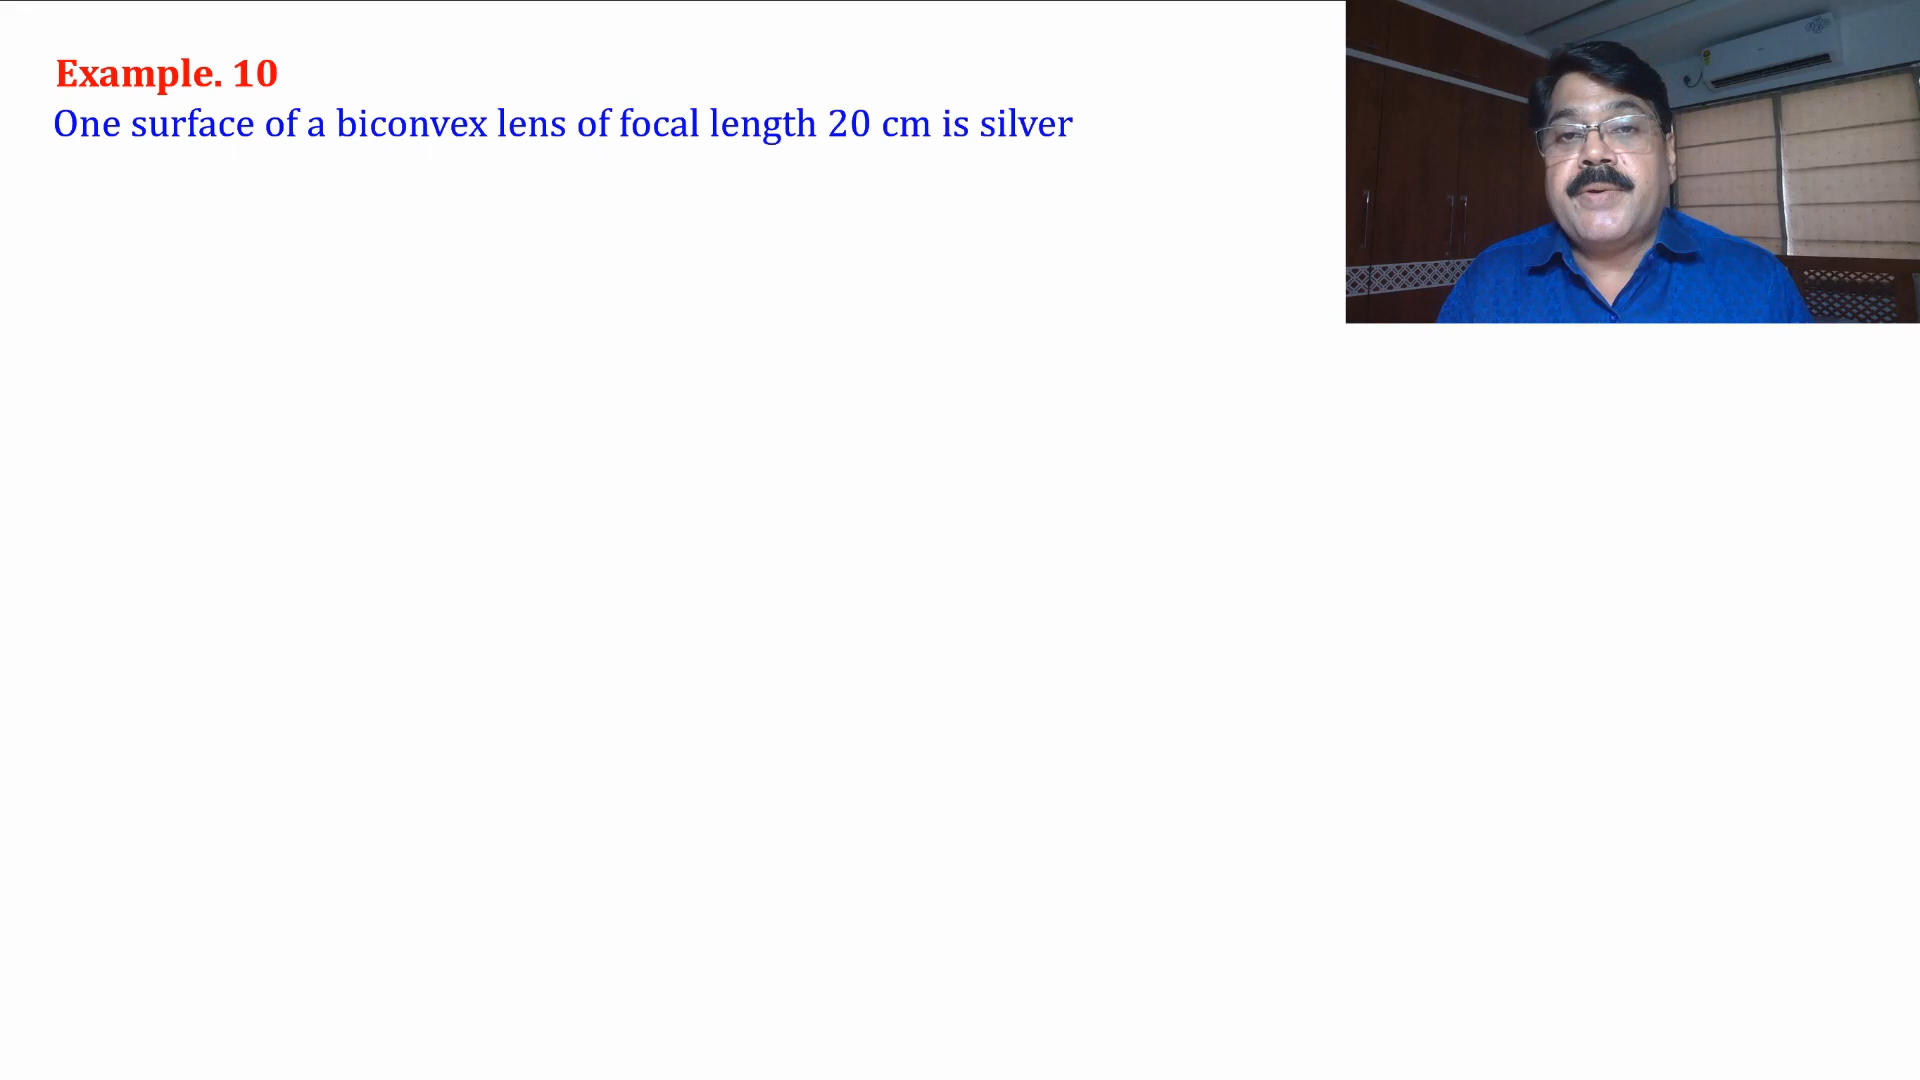 Example. 10
One surface of a biconvex lens of focal length 20 cm is silver